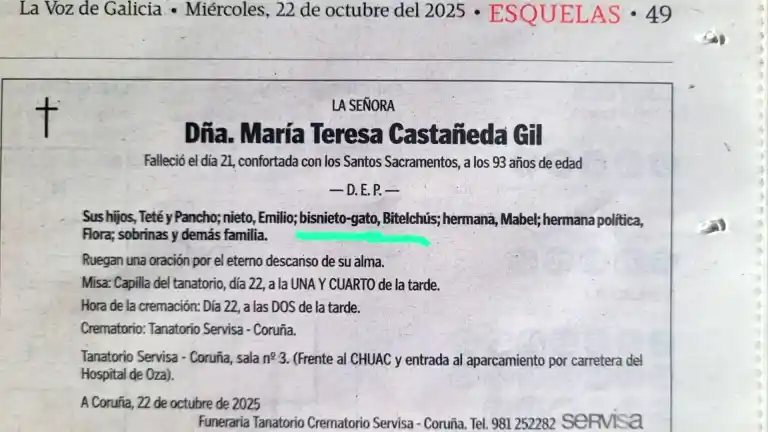 La Voz de Galicia • Miércoles, 22 de octubre del 2025 • ESQUELAS • 49
LA SEÑORA
Dña. María Teresa Castañeda Gil
Falleció el día 21, confortada con los Santos Sacramentos, a los 93 años de edad
— D. E. P. —
Sus hijos, Teté y Pancho; nieto, Emilio; bisnieto-gato, Bitelchús; hermana, Mabel; hermana política,
Flora; sobrinas y demás familia.
Ruegan una oración por el eterno descanso de su alma.
Misa: Capilla del tanatorio, día 22, a la UNA Y CUARTO de la tarde.
Hora de la cremación: Día 22, a las DOS de la tarde.
Crematorio: Tanatorio Servisa - Coruña.
Tanatorio Servisa - Coruña, sala nº 3. (Frente al CHUAC y entrada al aparcamiento por carretera del
Hospital de Oza).
A Coruña, 22 de octubre de 2025
Funeraria Tanatorio Crematorio Servisa - Coruña. Tel. 981 252282 servisa